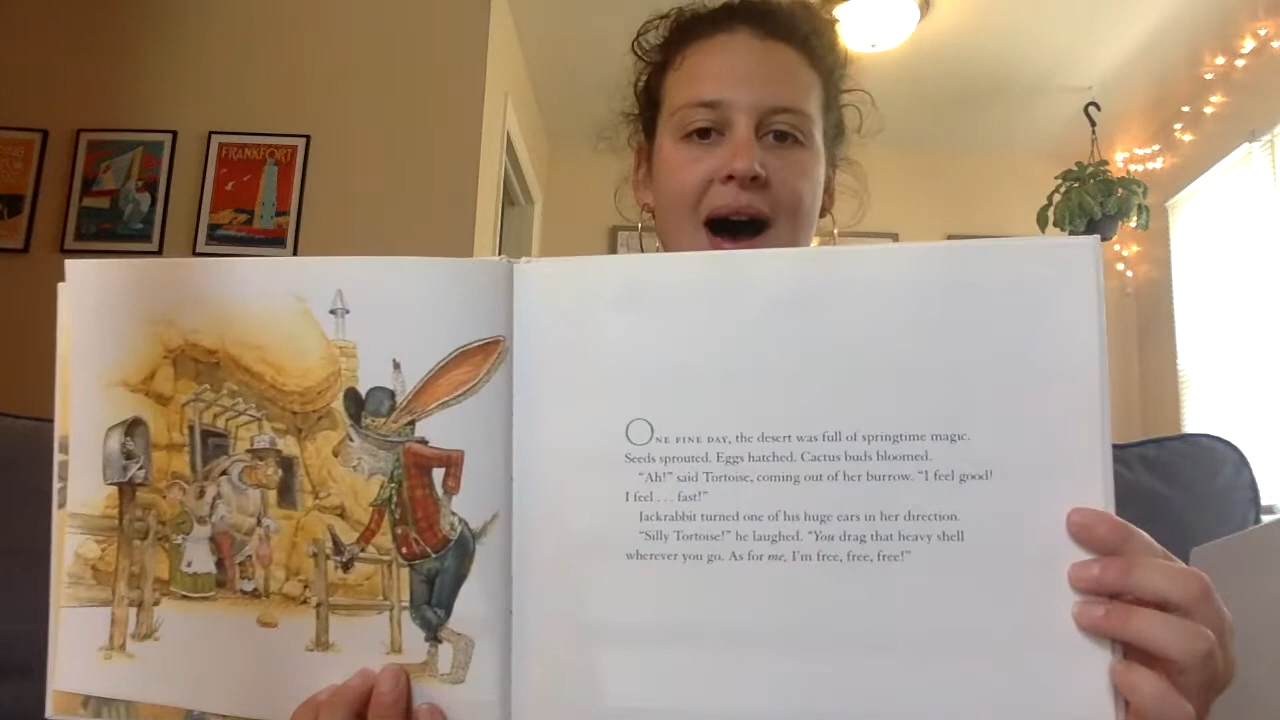 FRANKFORT
ONE FINE DAY, the desert was full of springtime magic.
Seeds sprouted. Eggs hatched. Cactus buds bloomed.
“Ah!” said Tortoise, coming out of her burrow. “I feel good!
I feel . . . fast!”
Jackrabbit turned one of his huge ears in her direction.
“Silly Tortoise!” he laughed. “You drag that heavy shell
wherever you go. As for me, I’m free, free, free!”